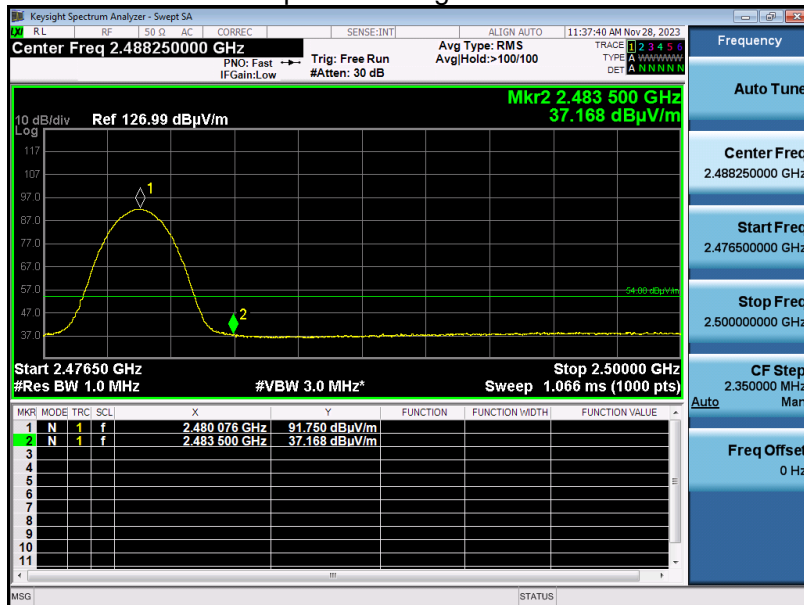 Keysight Spectrum Analyzer - Swept SA
RL RF 50 Ω AC CORREC SENSE:INT ALIGN AUTO 11:37:40 AM Nov 28, 2023
Center Freq 2.488250000 GHz Avg Type: RMS TRACE 1 2 3 4 5 6
PNO: Fast Trig: Free Run Avg|Hold:>100/100 TYPE A WWWWW
IFGain:Low #Atten: 30 dB DET A N N N N N
Mkr2 2.483 500 GHz
10 dB/div Ref 126.99 dBµV/m 37.168 dBµV/m
Log
117
107
97.0
87.0
77.0
67.0
57.0
47.0
37.0
1
2
54.00 dBµV/m
Start 2.47650 GHz Stop 2.50000 GHz
#Res BW 1.0 MHz #VBW 3.0 MHz* Sweep 1.066 ms (1000 pts)
MKR MODE TRC SCL X Y FUNCTION FUNCTION WIDTH FUNCTION VALUE
1 N 1 f 2.480 076 GHz 91.750 dBµV/m
2 N 1 f 2.483 500 GHz 37.168 dBµV/m
3
4
5
6
7
8
9
10
11
MSG STATUS
Frequency
Auto Tune
Center Freq
2.488250000 GHz
Start Freq
2.476500000 GHz
Stop Freq
2.500000000 GHz
CF Step
2.350000 MHz
Auto Man
Freq Offset
0 Hz